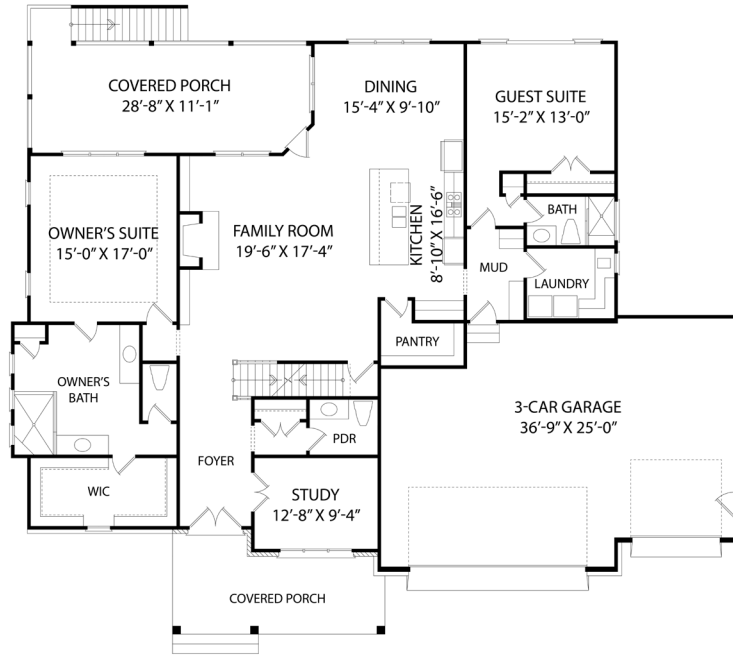 COVERED PORCH
28'-8" X 11'-1"
DINING
15'-4" X 9'-10"
GUEST SUITE
15'-2" X 13'-0"
OWNER'S SUITE
15'-0" X 17'-0"
FAMILY ROOM
19'-6" X 17'-4"
KITCHEN
8'-10" X 16'-6"
BATH
MUD
LAUNDRY
PANTRY
OWNER'S
BATH
3-CAR GARAGE
36'-9" X 25'-0"
PDR
FOYER
WIC
STUDY
12'-8" X 9'-4"
COVERED PORCH